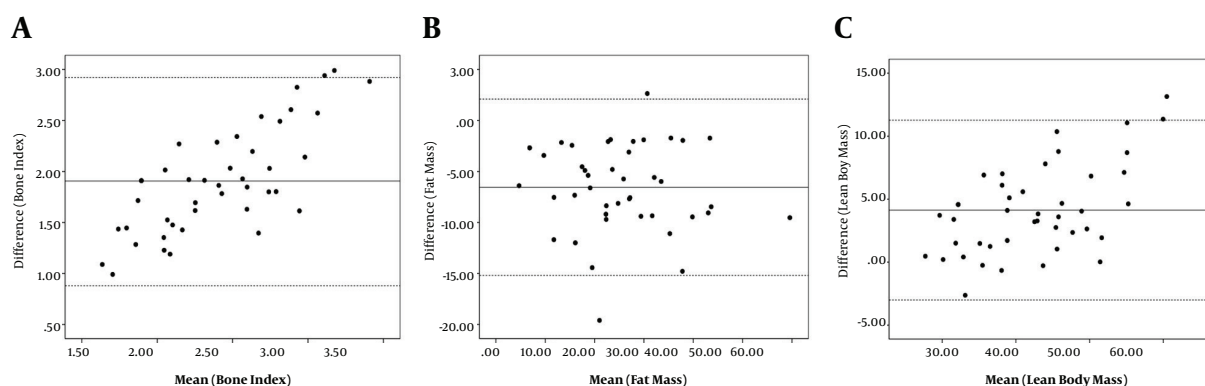 A
Difference (Bone Index)
3.00
2.50
2.00
1.50
1.00
.50
1.50 2.00 2.50 3.00 3.50
Mean (Bone Index)
B
Difference (Fat Mass)
3.00
.00
-5.00
-10.00
-15.00
-20.00
.00 10.00 20.00 30.00 40.00 50.00 60.00
Mean (Fat Mass)
C
Difference (Lean Boy Mass)
15.00
10.00
5.00
.00
-5.00
30.00 40.00 50.00 60.00
Mean (Lean Body Mass)